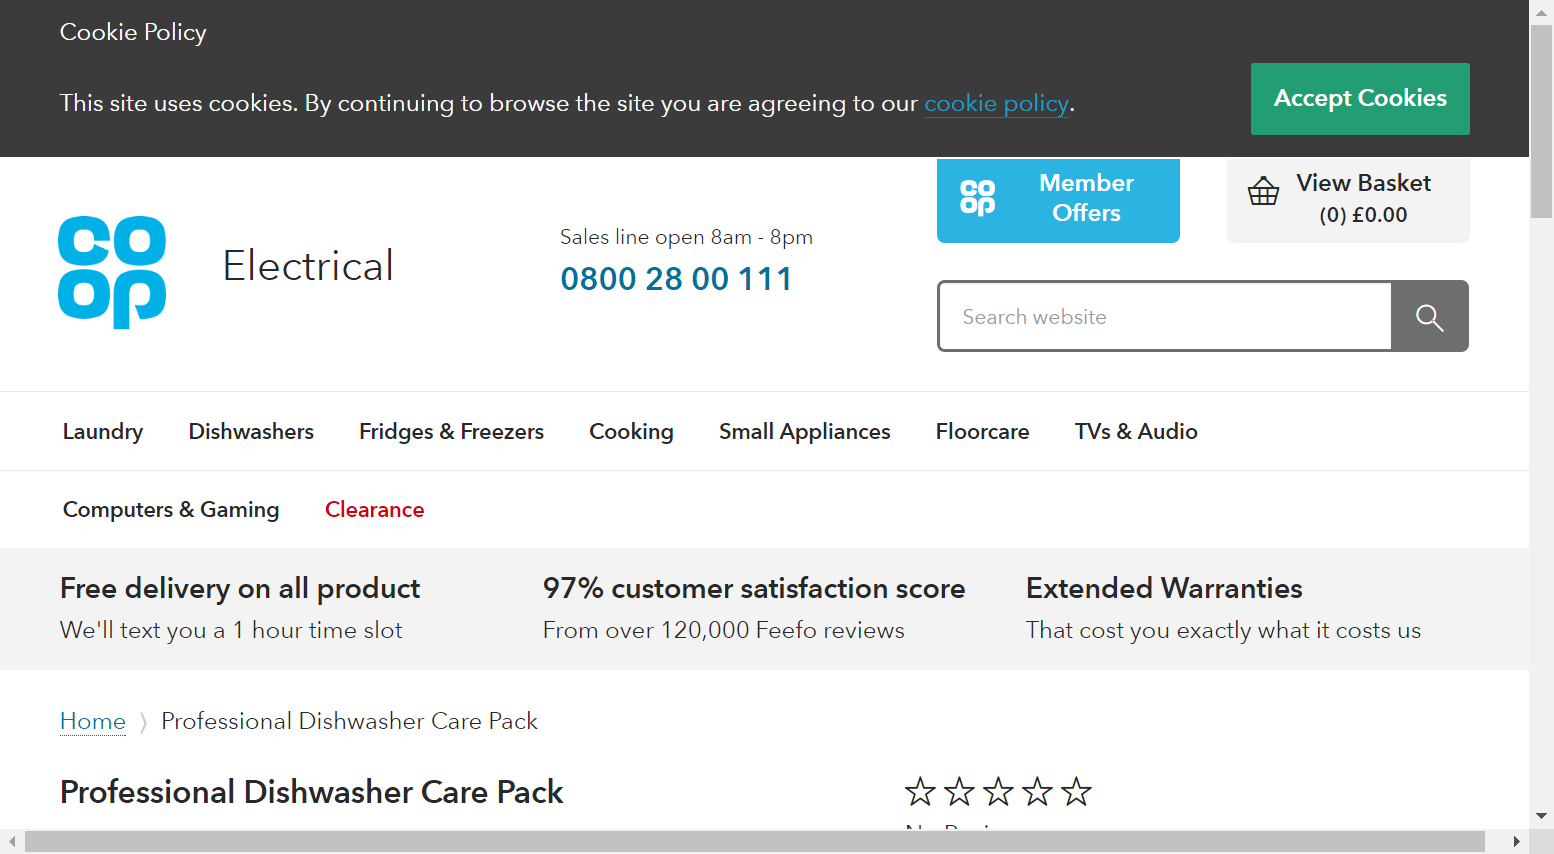 Cookie Policy
This site uses cookies. By continuing to browse the site you are agreeing to our cookie policy.
Accept Cookies
Member
Offers
View Basket
(0) £0.00
co
op
Electrical
Sales line open 8am - 8pm
0800 28 00 111
Search website
Laundry Dishwashers Fridges & Freezers Cooking Small Appliances Floorcare TVs & Audio
Computers & Gaming Clearance
Free delivery on all product
We'll text you a 1 hour time slot
97% customer satisfaction score
From over 120,000 Feefo reviews
Extended Warranties
That cost you exactly what it costs us
Home 〉 Professional Dishwasher Care Pack
Professional Dishwasher Care Pack